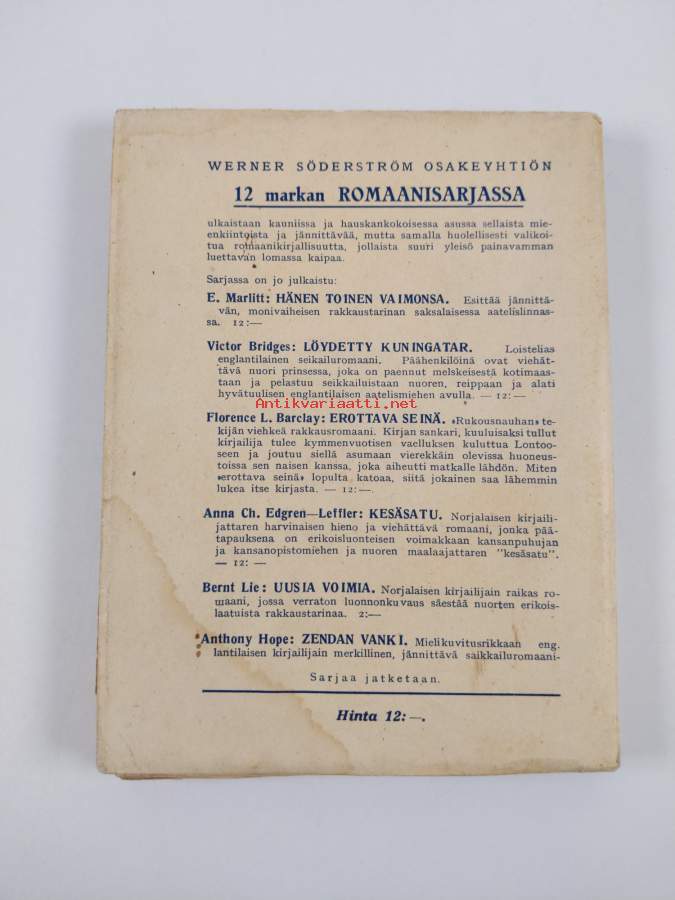 WERNER SÖDERSTRÖM OSAKEYHTIÖN
12 markan ROMAANISARJASSA
ulkaistaan kauniissa ja hauskankokoisessa asussa sellaista mie-
enkiintoista ja jännittävää, mutta samalla huolellisesti valikoi-
tua romaanikirjallisuutta, jollaista suuri yleisö painavamman
luettavan lomassa kaipaa.
Sarjassa on jo julkaistu:
E. Marlitt: HÄNEN TOINEN VAIMONSA. Esittää jännittä-
vän, monivaiheisen rakkaustarinan saksalaisessa aatelislinnas-
sa. 12:—
Victor Bridges: LÖYDETTY KUNINGATAR. Loistelias
englantilainen seikailuromaani. Päähenkilöinä ovat viehät-
tävä nuori prinsessa, joka on paennut melskeisestä kotimaas-
taan ja pelastuu seikkailuistaan nuoren, reippaan ja alati
hyvätuulisen englantilaisen aatelismiehen avulla. — 12:—
Antikvariaatti.net
Florence L. Barclay: EROTTAVA SEINÄ. »Rukousnauhan» te-
kijän viehkeä rakkausromaani. Kirjan sankari, kuuluisaksi tullut
kirjailija tulee kymmenvuotisen vaelluksen kuluttua Lontoo-
seen ja joutuu siellä asumaan vierekkäin olevissa huoneus-
toissa sen naisen kanssa, joka aiheutti matkalle lähdön. Miten
»erottava seinä» lopulta katoaa, siitä jokainen saa lähemmin
lukea itse kirjasta. — 12:—.
Anna Ch. Edgren—Leffler: KESÄSATU. Norjalaisen kirjaili-
jattaren harvinaisen hieno ja viehättävä romaani, jonka pää-
tapauksena on erikoisluonteisen voimakkaan kansanpuhujan
ja kansanopistomiehen ja nuoren maalaajattaren "kesäsatu".
— 12: —
Bernt Lie: UUSIA VOIMIA. Norjalaisen kirjailijain raikas ro-
maani, jossa verraton luonnonkuvaus säestää nuorten erikois-
laatuista rakkaustarinaa. 2:—
Anthony Hope: ZENDAN VANKI. Mielikuvitusrikkaan eng.
lantilaisen kirjailijain merkillinen, jännittävä saikkailuromaani-
Sarjaa jatketaan.
Hinta 12: —.